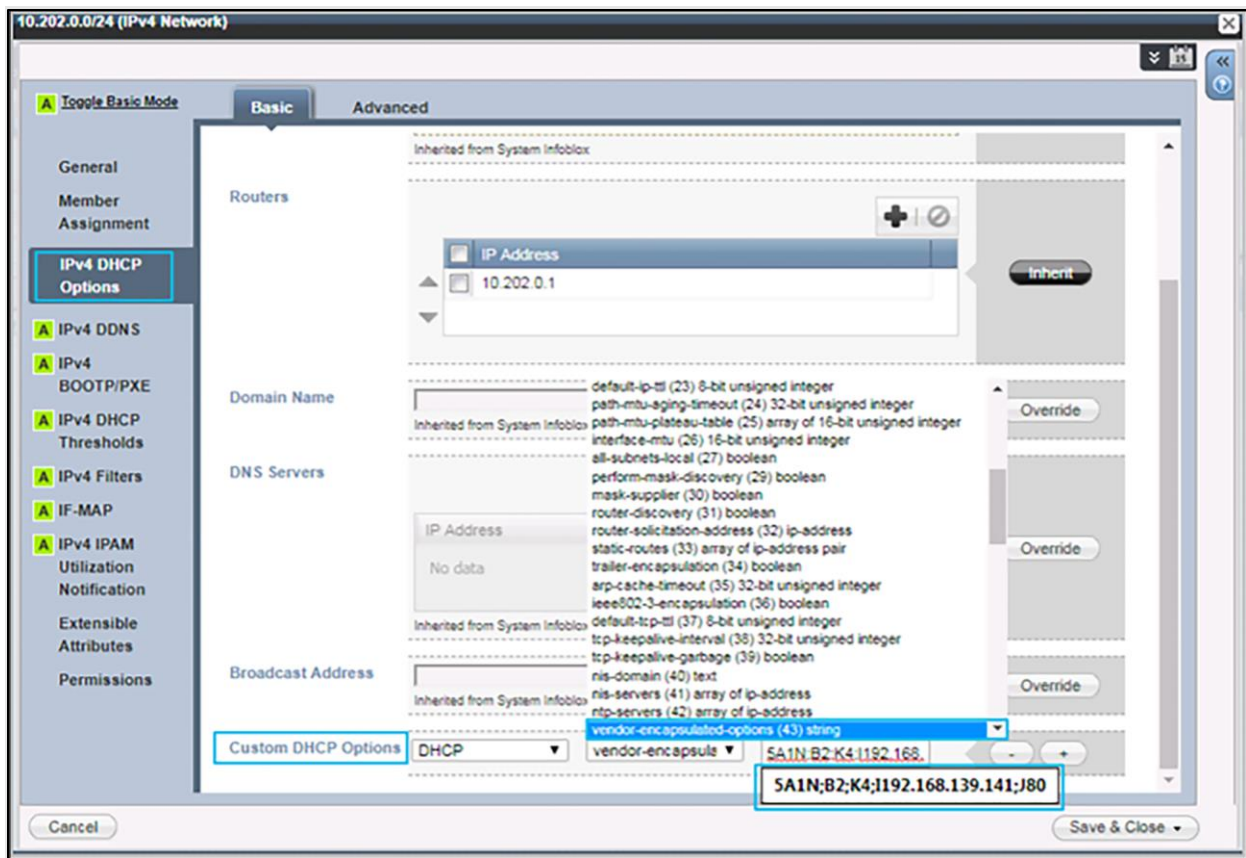 10.202.0.0/24 (IPv4 Network)
Toggle Basic Mode
Basic
Advanced
General
Member
Assignment
IPv4 DHCP
Options
A IPv4 DDNS
A IPv4
BOOTP/PXE
A IPv4 DHCP
Thresholds
A IPv4 Filters
A IF-MAP
A IPv4 IPAM
Utilization
Notification
Extensible
Attributes
Permissions
Inherited from System Infoblox
Routers
IP Address
10.202.0.1
Inherit
Domain Name
Inherited from System Infoblox
Override
DNS Servers
IP Address
No data
Inherited from System Infoblox
Override
Broadcast Address
Inherited from System Infoblox
Override
default-ip-ttl (23) 8-bit unsigned integer
path-mtu-aging-timeout (24) 32-bit unsigned integer
path-mtu-plateau-table (25) array of 16-bit unsigned integer
interface-mtu (26) 16-bit unsigned integer
all-subnets-local (27) boolean
perform-mask-discovery (29) boolean
mask-supplier (30) boolean
router-discovery (31) boolean
router-solicitation-address (32) ip-address
static-routes (33) array of ip-address pair
trailer-encapsulation (34) boolean
arp-cache-timeout (35) 32-bit unsigned integer
ieee802-3-encapsulation (36) boolean
default-tcp-ttl (37) 8-bit unsigned integer
tcp-keepalive-interval (38) 32-bit unsigned integer
tcp-keepalive-garbage (39) boolean
nis-domain (40) text
nis-servers (41) array of ip-address
ntp-servers (42) array of ip-address
vendor-encapsulated-options (43) string
Custom DHCP Options
DHCP
vendor-encapsula
5A1N;B2;K4;I192.168.
- +
5A1N;B2;K4;I192.168.139.141;J80
Cancel
Save & Close